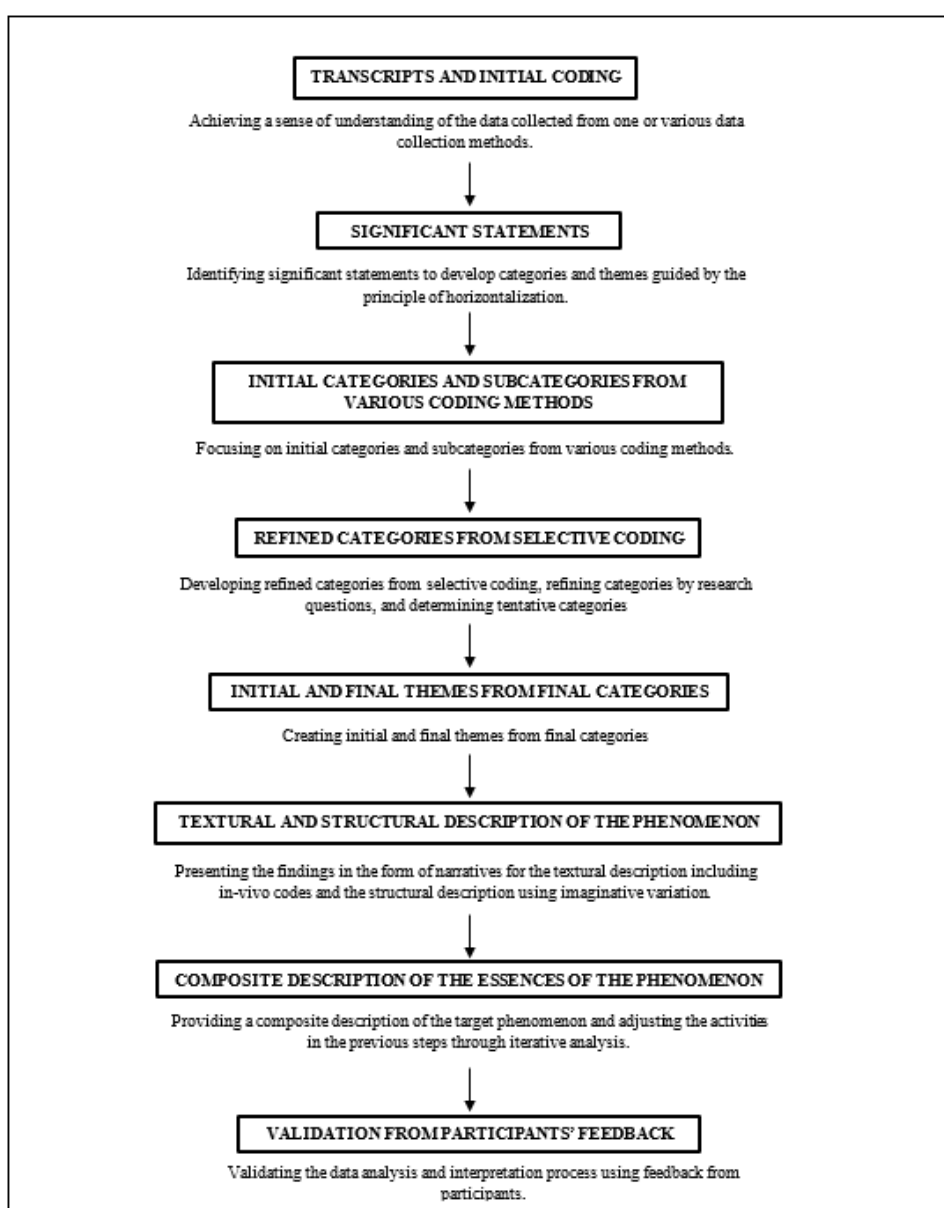 TRANSCRIPTS AND INITIAL CODING
Achieving a sense of understanding of the data collected from one or various data
collection methods.
SIGNIFICANT STATEMENTS
Identifying significant statements to develop categories and themes guided by the
principle of horizontalization.
INITIAL CATEGORIES AND SUBCATEGORIES FROM
VARIOUS CODING METHODS
Focusing on initial categories and subcategories from various coding methods.
REFINED CATEGORIES FROM SELECTIVE CODING
Developing refined categories from selective coding, refining categories by research
questions, and determining tentative categories
INITIAL AND FINAL THEMES FROM FINAL CATEGORIES
Creating initial and final themes from final categories
TEXTURAL AND STRUCTURAL DESCRIPTION OF THE PHENOMENON
Presenting the findings in the form of narratives for the textural description including
in-vivo codes and the structural description using imaginative variation.
COMPOSITE DESCRIPTION OF THE ESSENCES OF THE PHENOMENON
Providing a composite description of the target phenomenon and adjusting the activities
in the previous steps through iterative analysis.
VALIDATION FROM PARTICIPANTS' FEEDBACK
Validating the data analysis and interpretation process using feedback from
participants.